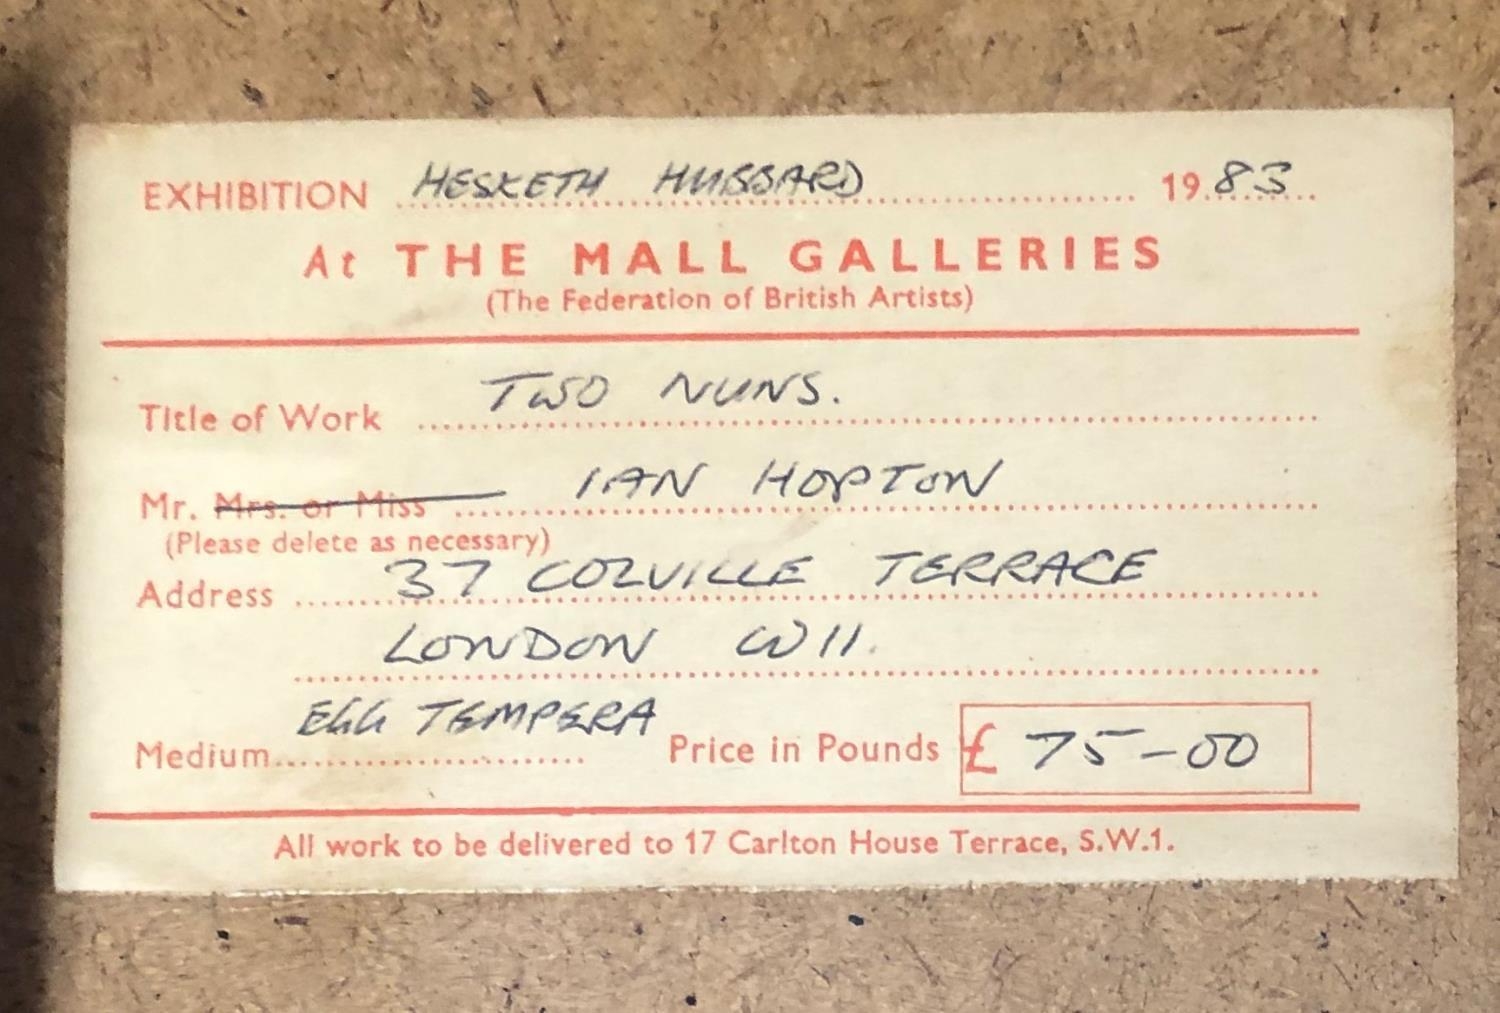 EXHIBITION HESKETH HUBBARD 1983
At THE MALL GALLERIES
(The Federation of British Artists)
Title of Work TWO NUNS.
Mr. Mrs. or Miss IAN HOPTON
(Please delete as necessary)
Address 37 COLVILLE TERRACE
LONDON W11.
Medium EGG TEMPERA Price in Pounds £ 75-00
All work to be delivered to 17 Carlton House Terrace, S.W.1.